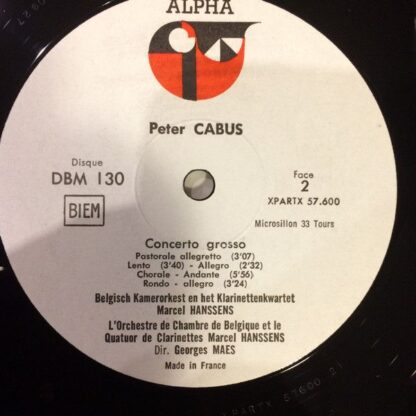 ALPHA
Peter CABUS
Disque
DBM 130
BIEM
Face
2
XPARTX 57.600
Microsillon 33 Tours
Concerto grosso
Pastorale allegretto (3'07)
Lento (3'40) - Allegro (2'32)
Chorale - Andante (5'56)
Rondo - allegro (3'24)
Belgisch Kamerorkest en het Klarinettenkwartet
Marcel HANSSENS
L'Orchestre de Chambre de Belgique et le
Quatuor de Clarinettes Marcel HANSSENS
Dir. Georges MAES
Made in France